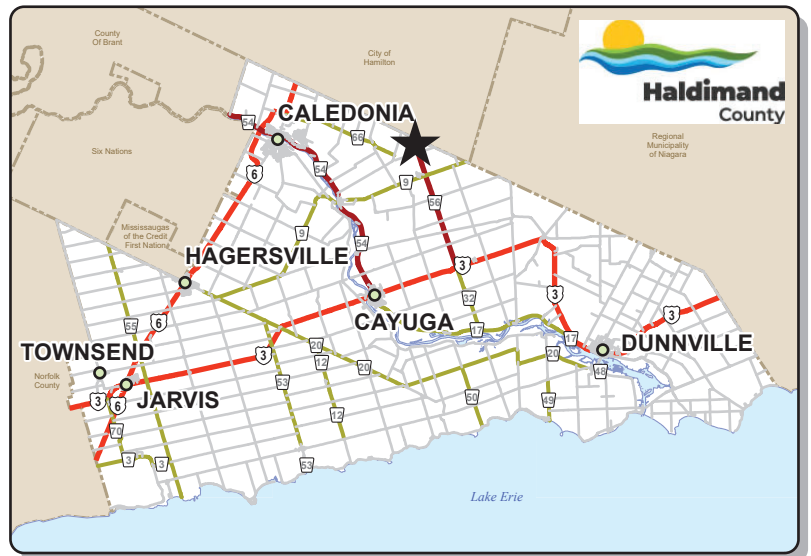 County
Of Brant
City of
Hamilton
Haldimand
County
54
CALEDONIA
66
Regional
Municipality
of Niagara
Six Nations
6
54
9
56
Mississaugas
of the Credit
First Nation
9
54
HAGERSVILLE
3
55
6
32
3
3
CAYUGA
17
17
DUNNVILLE
TOWNSEND
3
20
12
20
20
48
Norfolk
County
53
3
6
JARVIS
50
49
12
70
3
3
53
Lake Erie